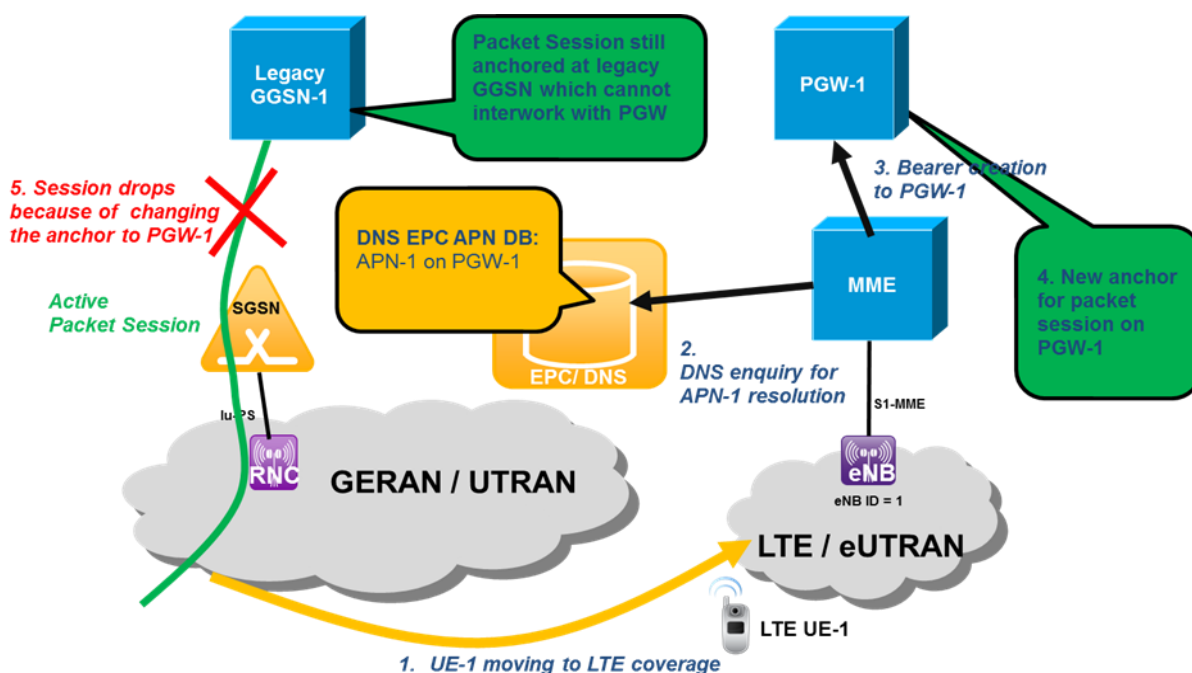 Legacy
GGSN-1
Packet Session still
anchored at legacy
GGSN which cannot
interwork with PGW
PGW-1
3. Bearer creation
to PGW-1
5. Session drops
because of changing
the anchor to PGW-1
DNS EPC APN DB:
APN-1 on PGW-1
MME
4. New anchor
for packet
session on
PGW-1
Active
Packet Session
SGSN
EPC/ DNS
2.
DNS enquiry for
APN-1 resolution
S1-MME
Iu-PS
RNC
GERAN / UTRAN
eNB
eNB ID = 1
LTE / eUTRAN
LTE UE-1
1. UE-1 moving to LTE coverage